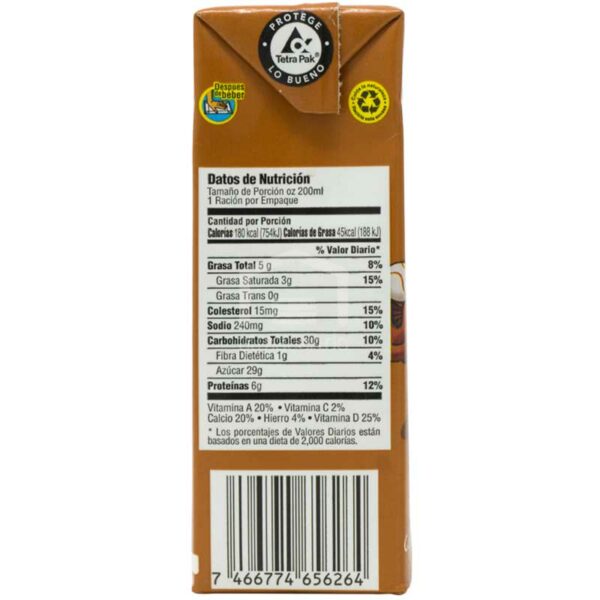 PROTEGE
Tetra Pak®
LO BUENO
Después
de beber
Cuida la naturaleza
Datos de Nutrición
Tamaño de Porción oz 200ml
1 Ración por Empaque
Cantidad por Porción
Calorías 180 kcal (754kJ) Calorías de Grasa 45kcal (188 kJ)
% Valor Diario*
Grasa Total 5 g 8%
Grasa Saturada 3g 15%
Grasa Trans 0g
Colesterol 15mg 15%
Sodio 240mg 10%
Carbohidratos Totales 30g 10%
Fibra Dietética 1g 4%
Azúcar 29g
Proteínas 6g 12%
Vitamina A 20% • Vitamina C 2%
Calcio 20% • Hierro 4% • Vitamina D 25%
* Los porcentajes de Valores Diarios están
basados en una dieta de 2,000 calorías.
7 466774 656264